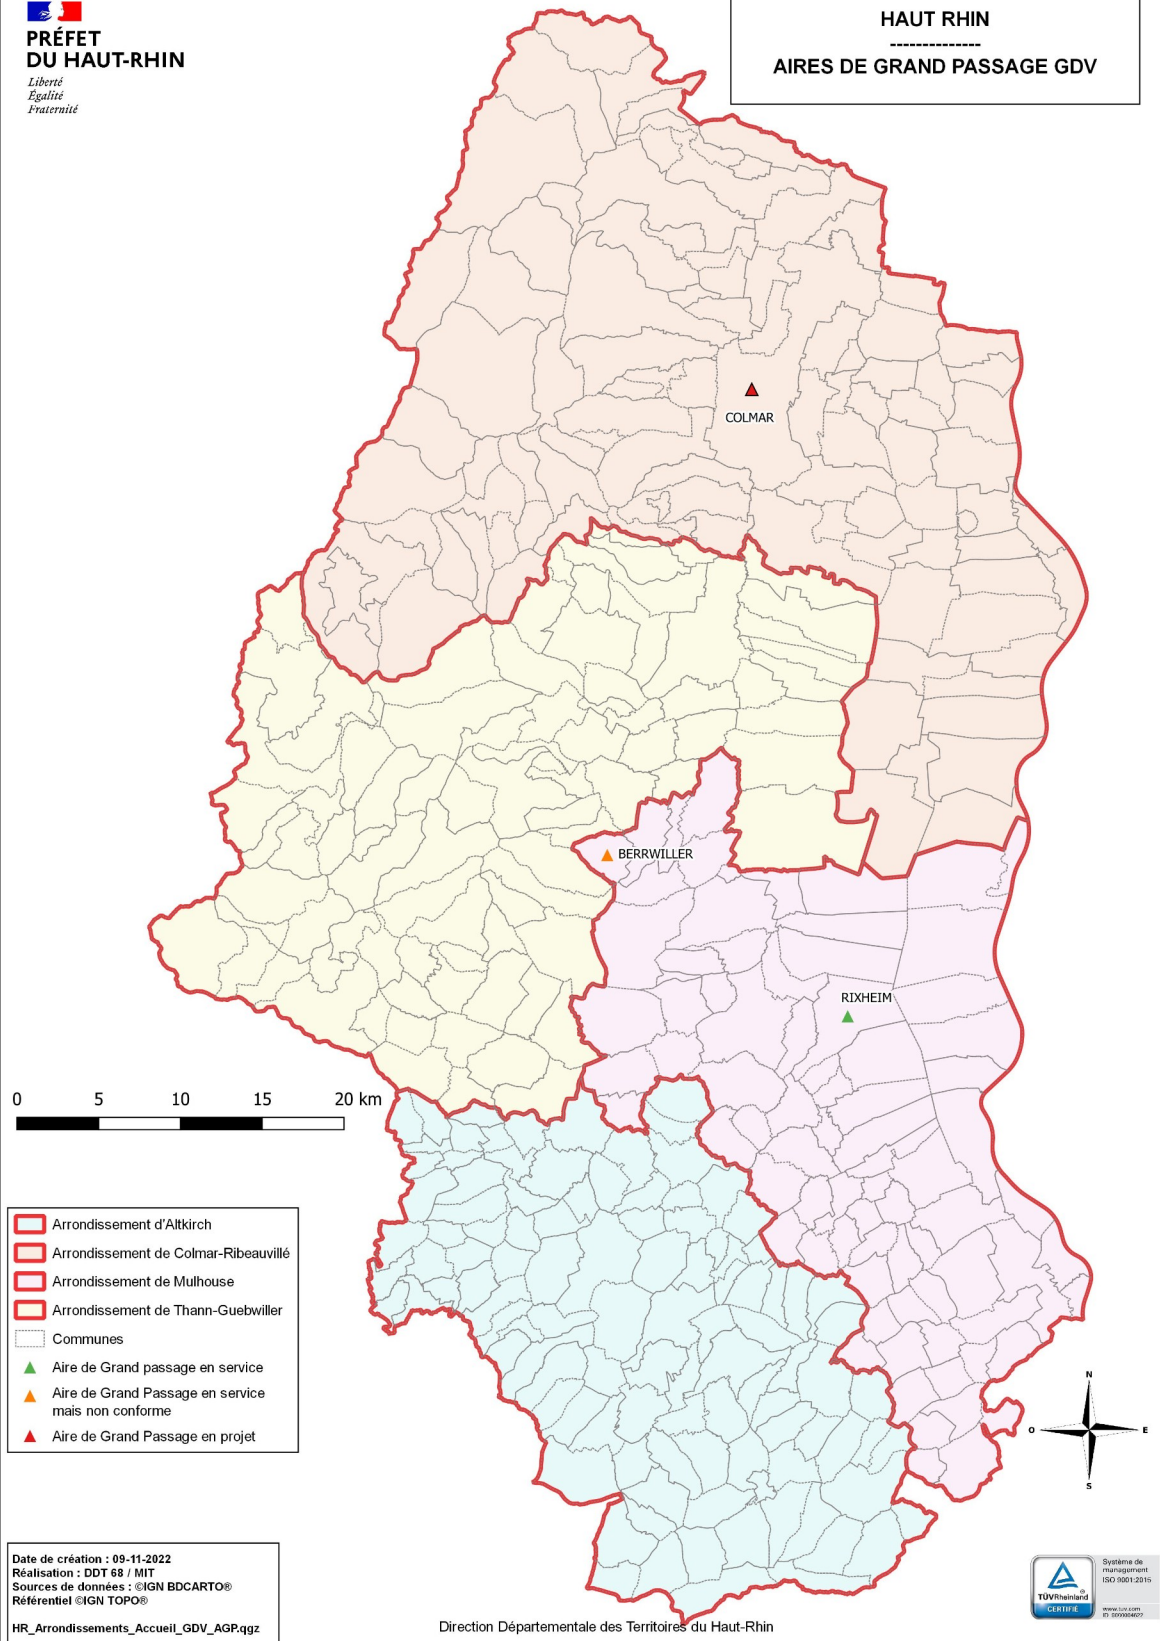 PRÉFET
DU HAUT-RHIN
Liberté
Égalité
Fraternité
HAUT RHIN
--------------
AIRES DE GRAND PASSAGE GDV
COLMAR
BERRWILLER
RIXHEIM
0 5 10 15 20 km
Arrondissement d'Altkirch
Arrondissement de Colmar-Ribeauvillé
Arrondissement de Mulhouse
Arrondissement de Thann-Guebwiller
Communes
Aire de Grand passage en service
Aire de Grand Passage en service
mais non conforme
Aire de Grand Passage en projet
N
O E
S
Date de création : 09-11-2022
Réalisation : DDT 68 / MIT
Sources de données : ©IGN BDCARTO®
Référentiel ©IGN TOPO®
HR_Arrondissements_Accueil_GDV_AGP.qgz
Direction Départementale des Territoires du Haut-Rhin
TÜVRheinland
CERTIFIÉ
Système de
management
ISO 9001:2015
www.tuv.com